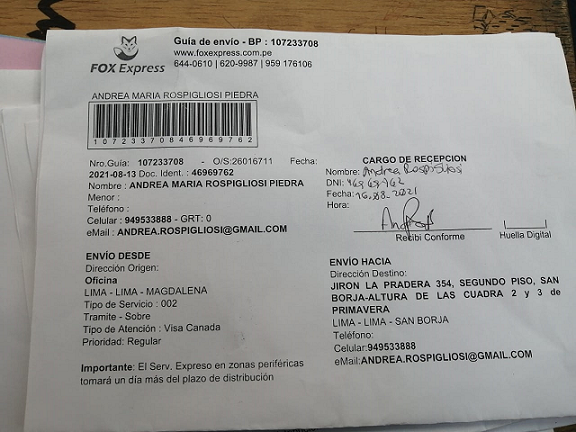 FOX Express
Guía de envío - BP : 107233708
www.foxexpress.com.pe
644-0610 | 620-9987 | 959 176106
ANDREA MARIA ROSPIGLIOSI PIEDRA
10723370846969762
Nro.Guía: 107233708 - O/S:26016711 Fecha:
2021-08-13 Doc. Ident. : 46969762
Nombre : ANDREA MARIA ROSPIGLIOSI PIEDRA
Menor :
Teléfono :
Celular : 949533888 - GRT: 0
eMail : ANDREA.ROSPIGLIOSI@GMAIL.COM
CARGO DE RECEPCION
Nombre: Andrea Rospigliosi
DNI: 46969762
Fecha: 16.08.2021
Hora:
Recibi Conforme
Huella Digital
ENVÍO DESDE
Dirección Origen:
Oficina
LIMA - LIMA - MAGDALENA
Tipo de Servicio : 002
Tramite - Sobre
Tipo de Atención : Visa Canada
Prioridad: Regular
Importante: El Serv. Expreso en zonas periféricas
tomará un día más del plazo de distribución
ENVÍO HACIA
Dirección Destino:
JIRON LA PRADERA 354, SEGUNDO PISO, SAN
BORJA-ALTURA DE LAS CUADRA 2 y 3 de
PRIMAVERA
LIMA - LIMA - SAN BORJA
Teléfono:
Celular:949533888
eMail:ANDREA.ROSPIGLIOSI@GMAIL.COM